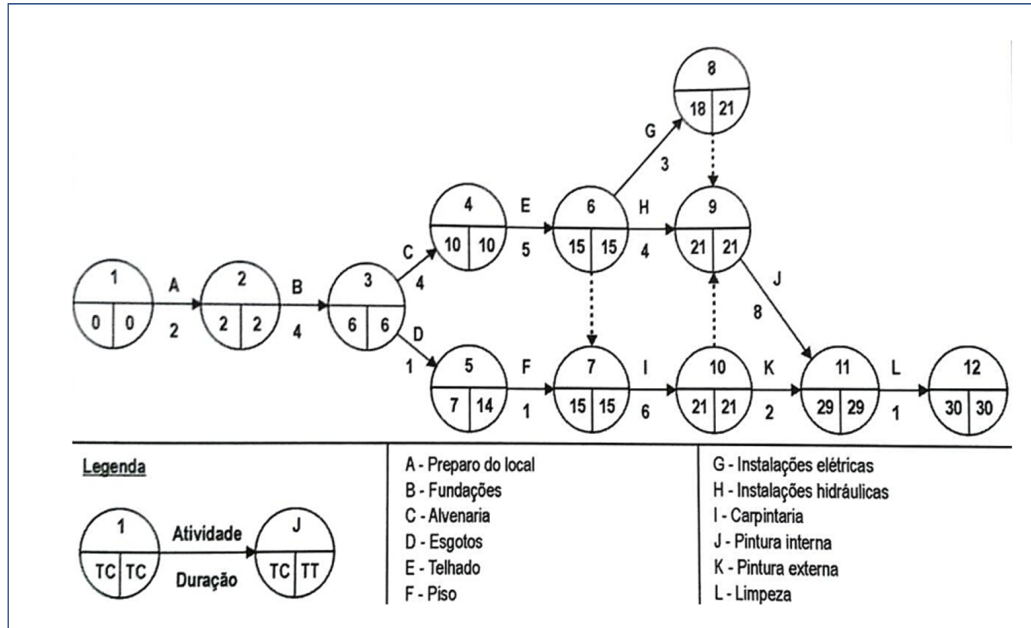 8
18 21
G
3
4
10 10
E
5
6
15 15
H
4
9
21 21
C
4
J
8
1
0 0
A
2
2
2 2
B
4
3
6 6
D
1
5
7 14
F
1
7
15 15
I
6
10
21 21
K
2
11
29 29
L
1
12
30 30
Legenda
1
TC TC
Atividade
Duração
J
TC TT
A - Preparo do local
B - Fundações
C - Alvenaria
D - Esgotos
E - Telhado
F - Piso
G - Instalações elétricas
H - Instalações hidráulicas
I - Carpintaria
J - Pintura interna
K - Pintura externa
L - Limpeza